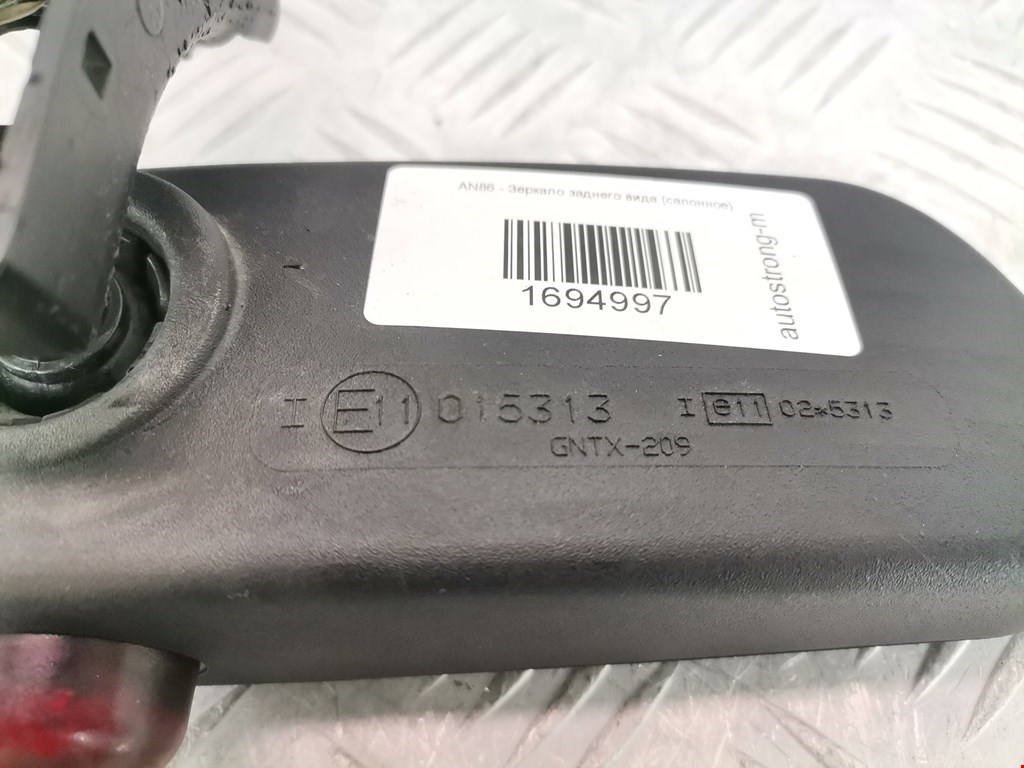 AN86 - Зеркало заднего вида (салонное)
1694997
autostrong-m
I E11 015313
I e11 02*5313
GNTX-209